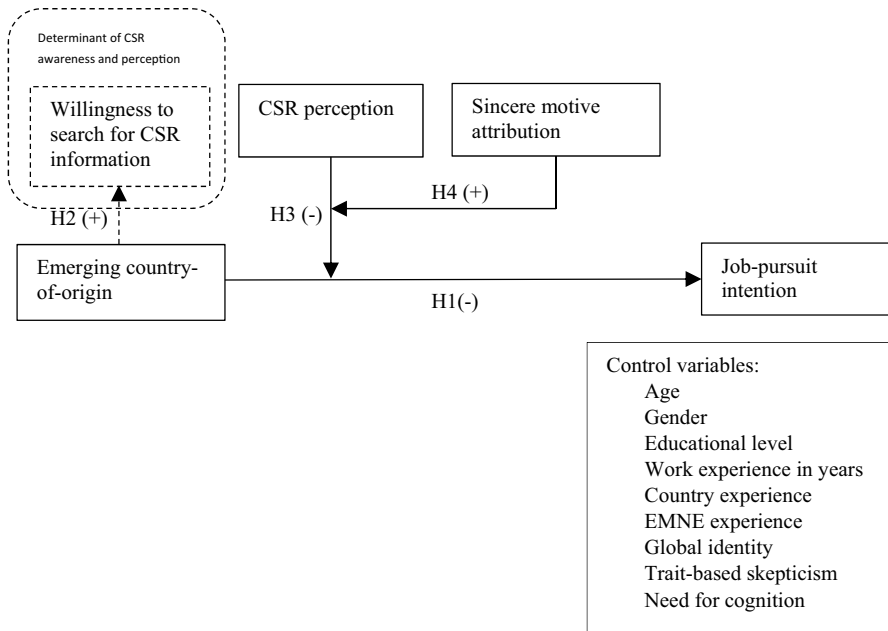 Determinant of CSR
awareness and perception
Willingness to
search for CSR
information
CSR perception
Sincere motive
attribution
H2 (+)
H3 (-)
H4 (+)
Emerging country-
of-origin
H1(-)
Job-pursuit
intention
Control variables:
Age
Gender
Educational level
Work experience in years
Country experience
EMNE experience
Global identity
Trait-based skepticism
Need for cognition